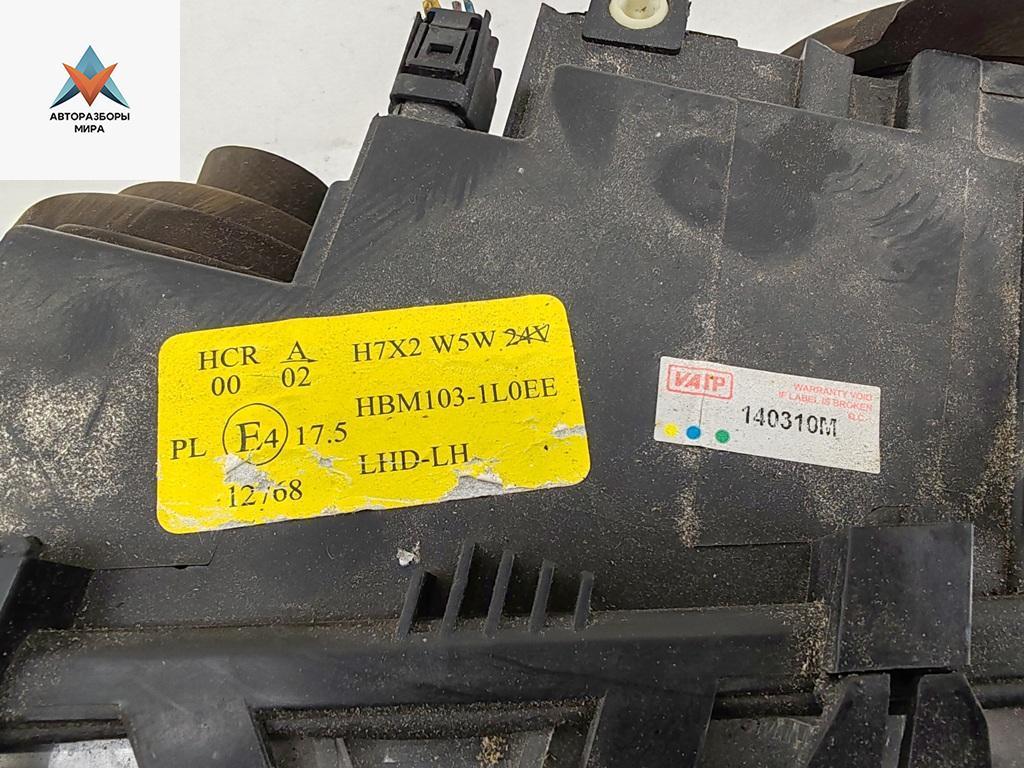 АВТОРАЗБОРЫ
МИРА
HCR A H7X2 W5W 24V
00 02
HBM103-1L0EE
PL E4 17.5
LHD-LH
12768
VATP
WARRANTY VOID
IF LABEL IS BROKEN
Q.C.
140310M